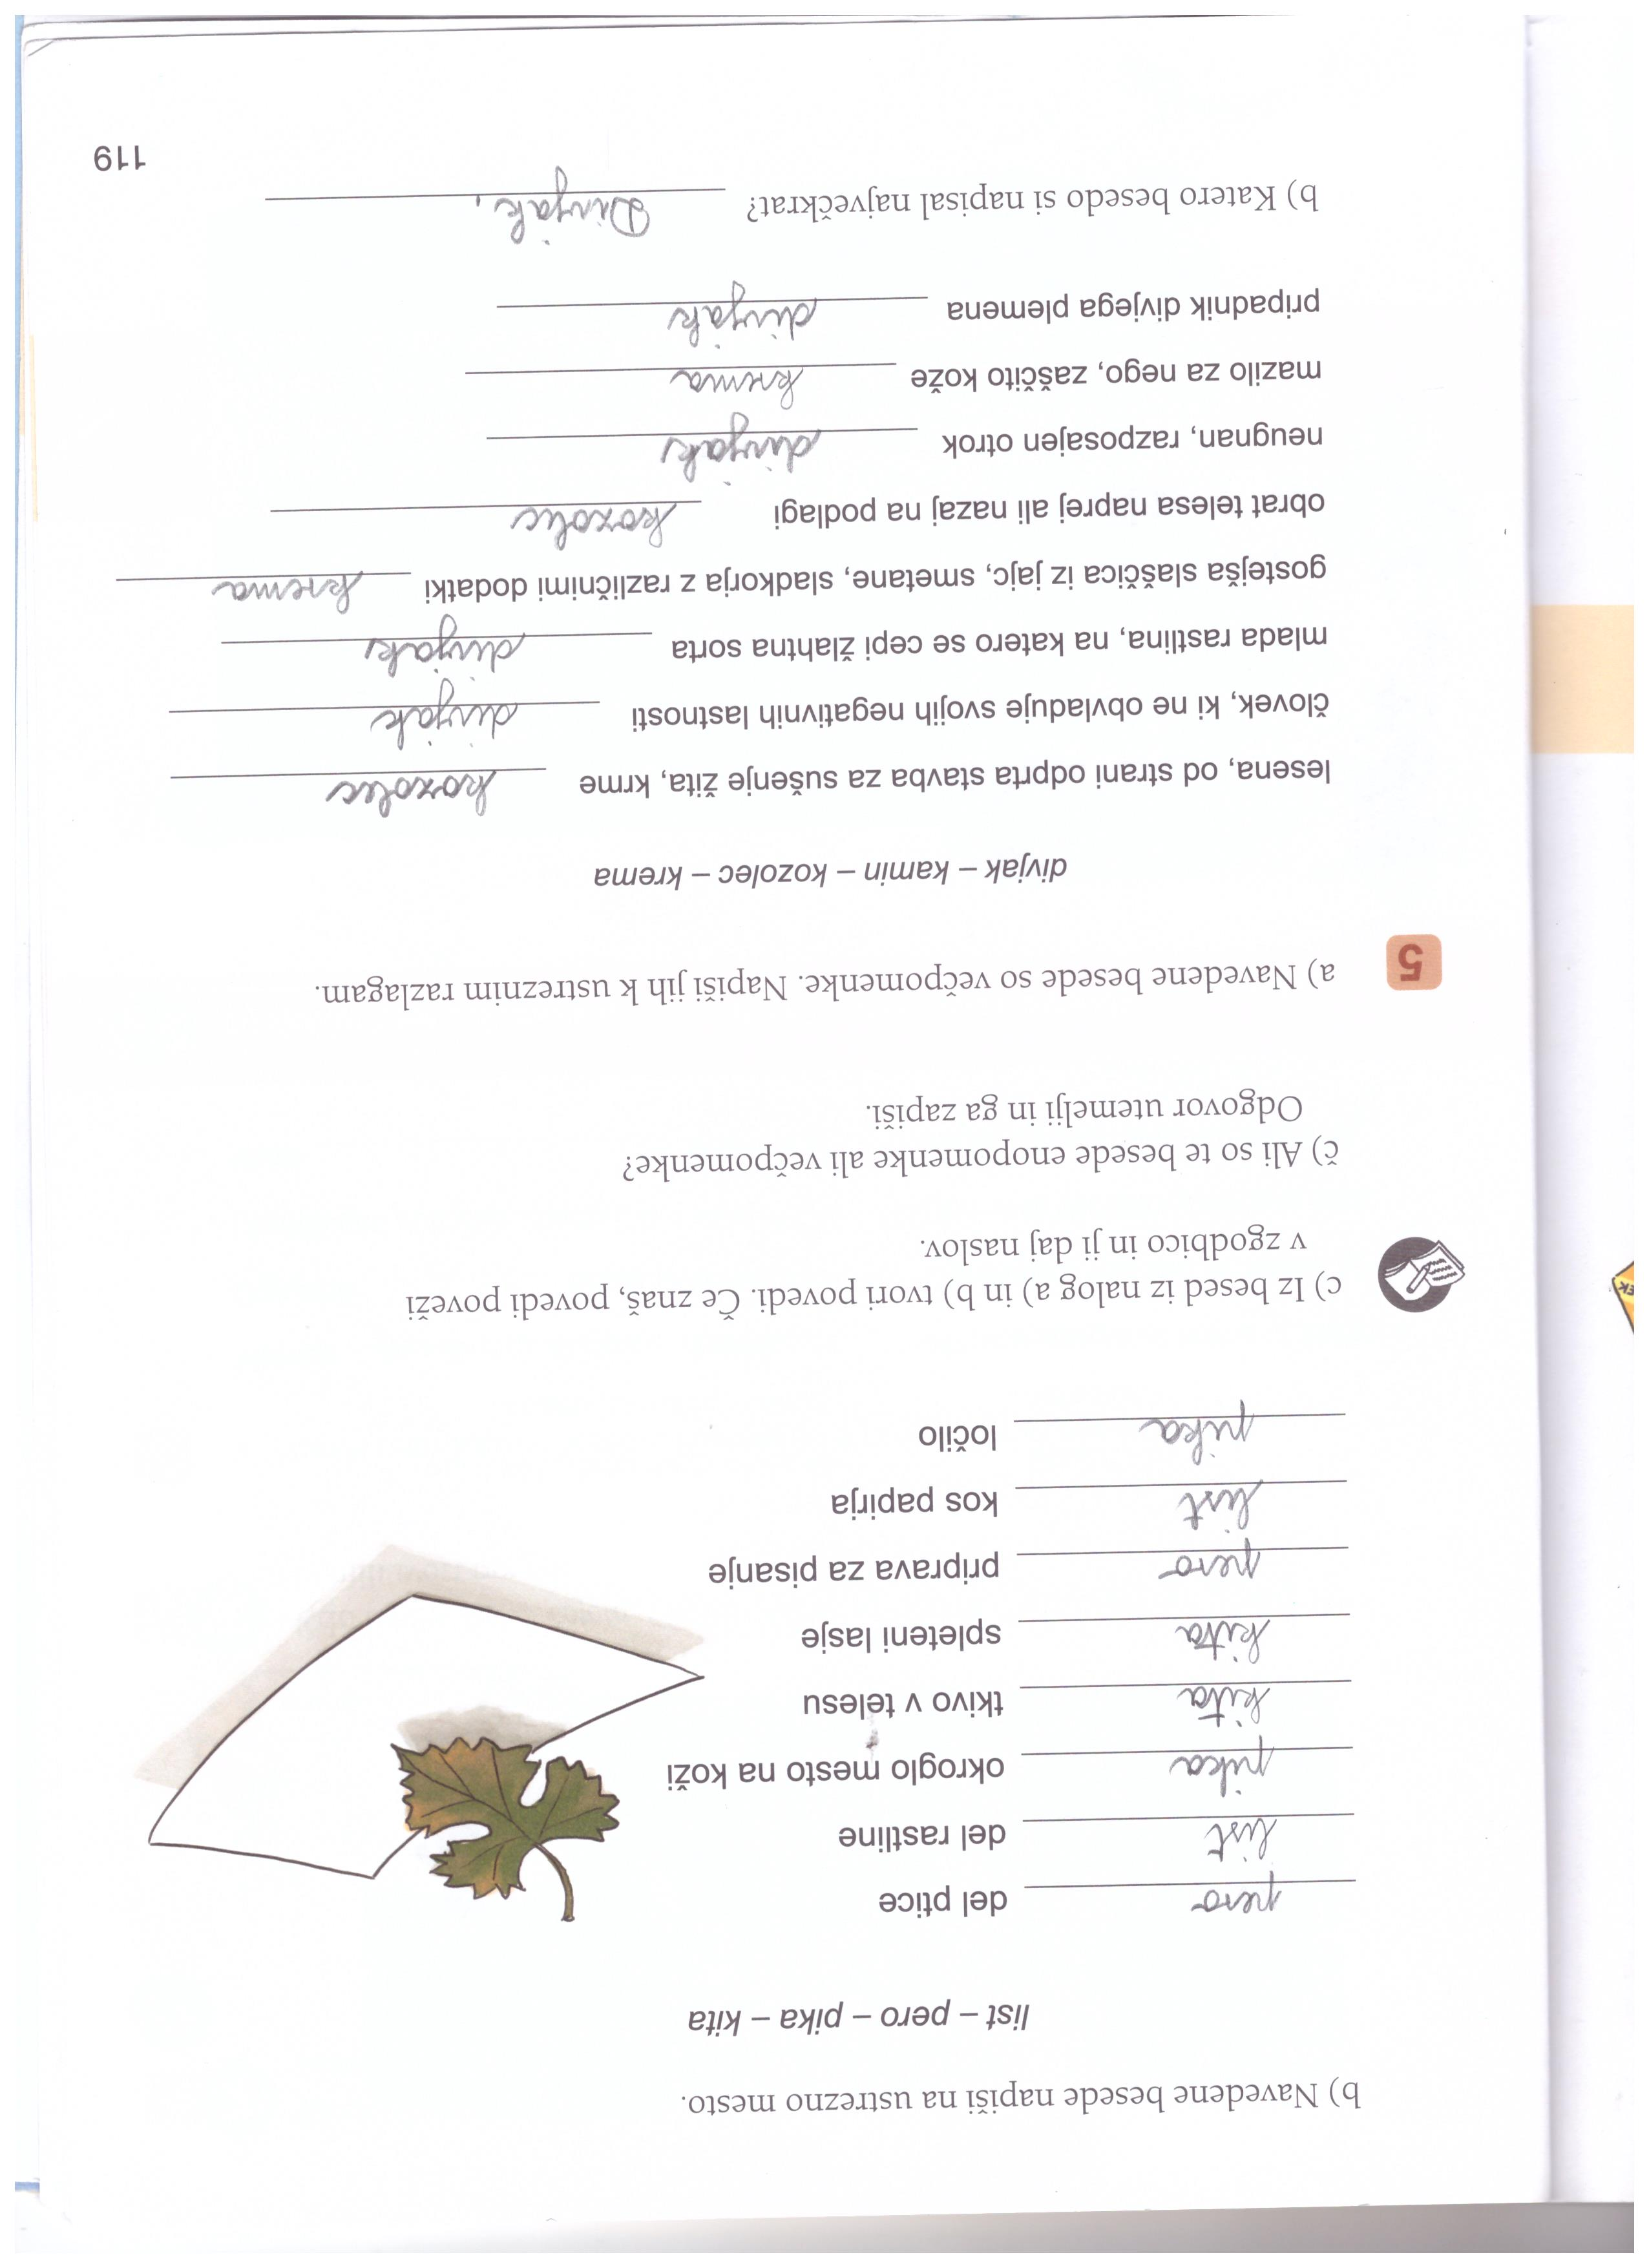 b) Navedene besede napiši na ustrezno mesto.
list – pero – pika – kita
pero del ptice
list del rastline
pika okroglo mesto na koži
kita tkivo v telesu
kita spleteni lasje
pero priprava za pisanje
list kos papirja
pika ločilo
c) Iz besed iz nalog a) in b) tvori povedi. Če znaš, povedi poveži
v zgodbico in ji daj naslov.
č) Ali so te besede enopomenke ali večpomenke?
Odgovor utemelji in ga zapiši.
5 a) Navedene besede so večpomenke. Napiši jih k ustreznim razlagam.
divjak – kamin – kozolec – krema
lesena, od strani odprta stavba za sušenje žita, krme kozolec
človek, ki ne obvladuje svojih negativnih lastnosti divjak
mlada rastlina, na katero se cepi žlahtna sorta divjak
gostejša slaščica iz jajc, smetane, sladkorja z različnimi dodatki krema
obrat telesa naprej ali nazaj na podlagi kozolec
neugnan, razposajen otrok divjak
mazilo za nego, zaščito kože krema
pripadnik divjega plemena divjak
b) Katero besedo si napisal največkrat? Divjak.
119